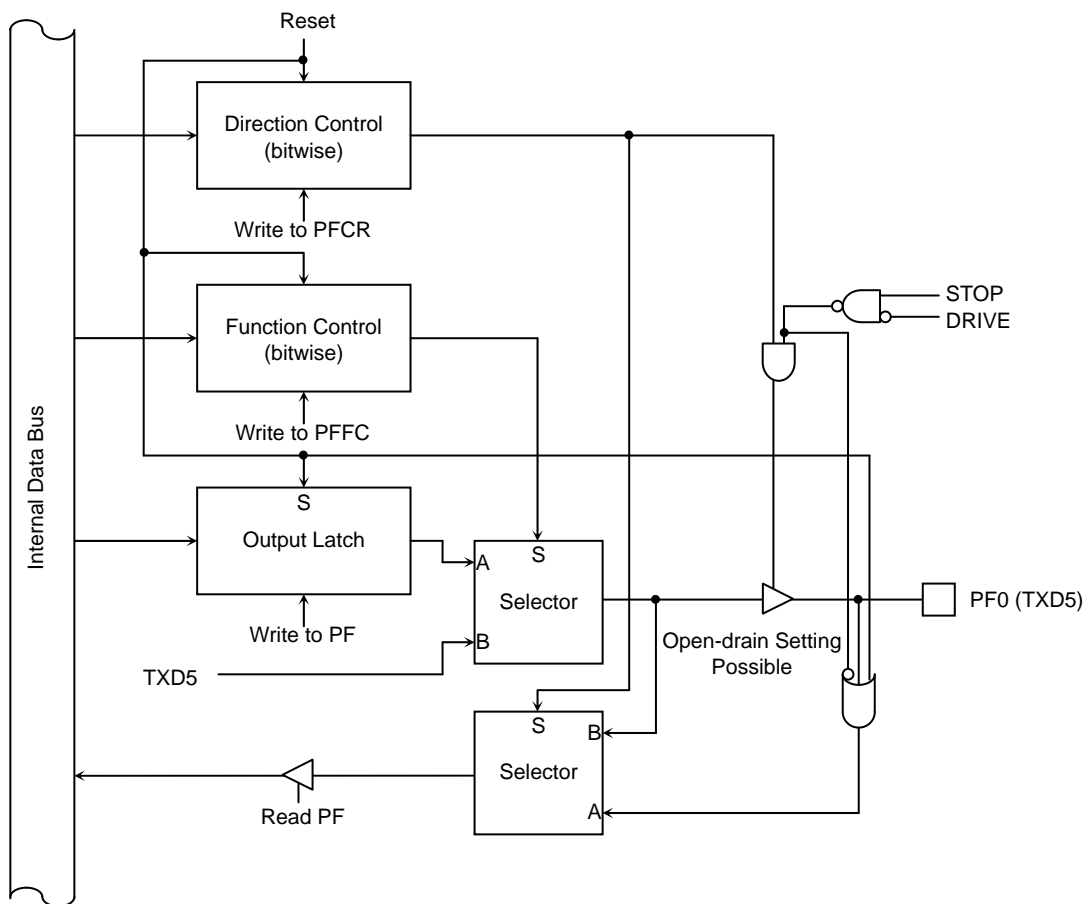 Reset
Direction Control
(bitwise)
Write to PFCR
STOP
DRIVE
Function Control
(bitwise)
Write to PFFC
Internal Data Bus
S
Output Latch
A
S
Selector
B
PF0 (TXD5)
Write to PF
Open-drain Setting
Possible
TXD5
S
B
Selector
A
Read PF